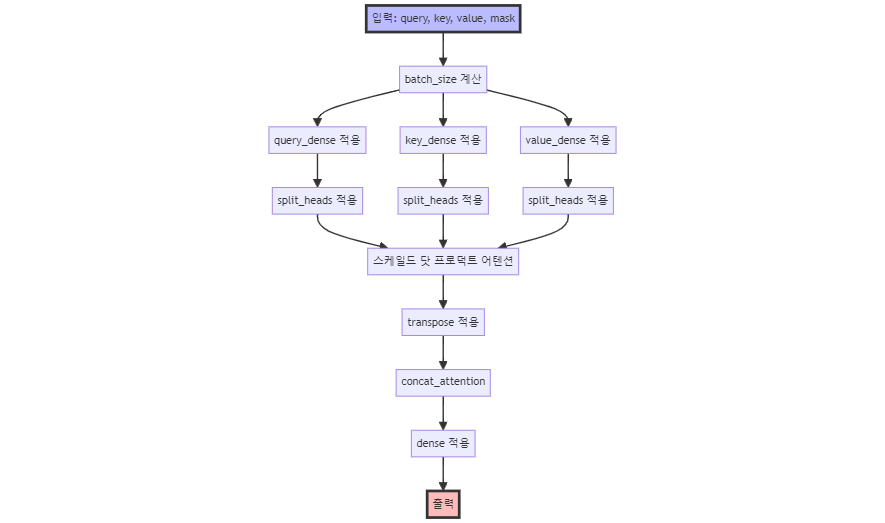 입력: query, key, value, mask
batch_size 계산
query_dense 적용
key_dense 적용
value_dense 적용
split_heads 적용
split_heads 적용
split_heads 적용
스케일드 닷 프로덕트 어텐션
transpose 적용
concat_attention
dense 적용
출력